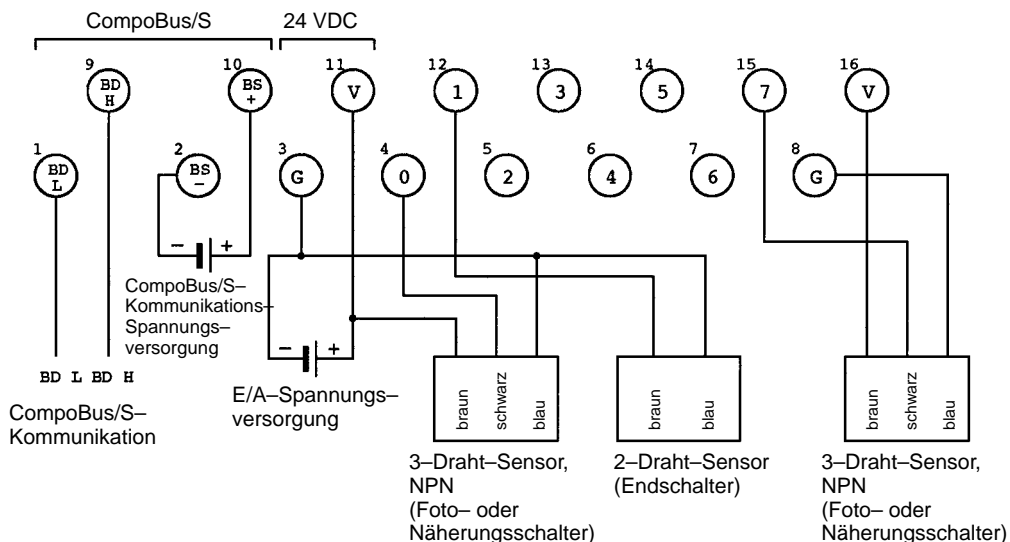 CompoBus/S 24 VDC
9 10 11 12 13 14 15 16
BD H BS + V 1 3 5 7 V
1 2 3 4 5 6 7 8
BD L BS – G 0 2 4 6 G
– +
CompoBus/S–
Kommunikations–
Spannungs–
versorgung
– +
BD L BD H
CompoBus/S–
Kommunikation
E/A–Spannungs–
versorgung
braun schwarz blau
braun blau
braun schwarz blau
3–Draht–Sensor,
NPN
(Foto– oder
Näherungsschalter)
2–Draht–Sensor
(Endschalter)
3–Draht–Sensor,
NPN
(Foto– oder
Näherungsschalter)